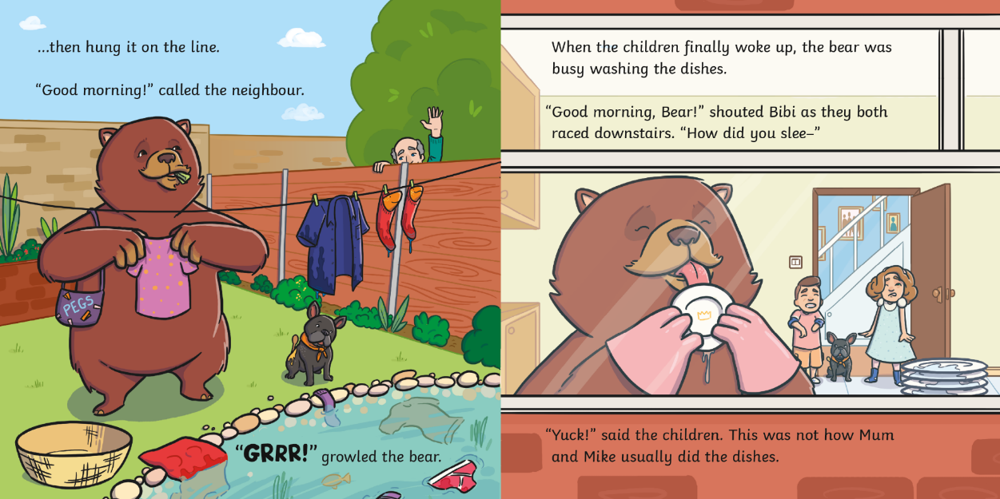 ...then hung it on the line.
“Good morning!” called the neighbour.
PEGS
“GRRR!” growled the bear.
When the children finally woke up, the bear was
busy washing the dishes.
“Good morning, Bear!” shouted Bibi as they both
raced downstairs. “How did you slee–”
“Yuck!” said the children. This was not how Mum
and Mike usually did the dishes.